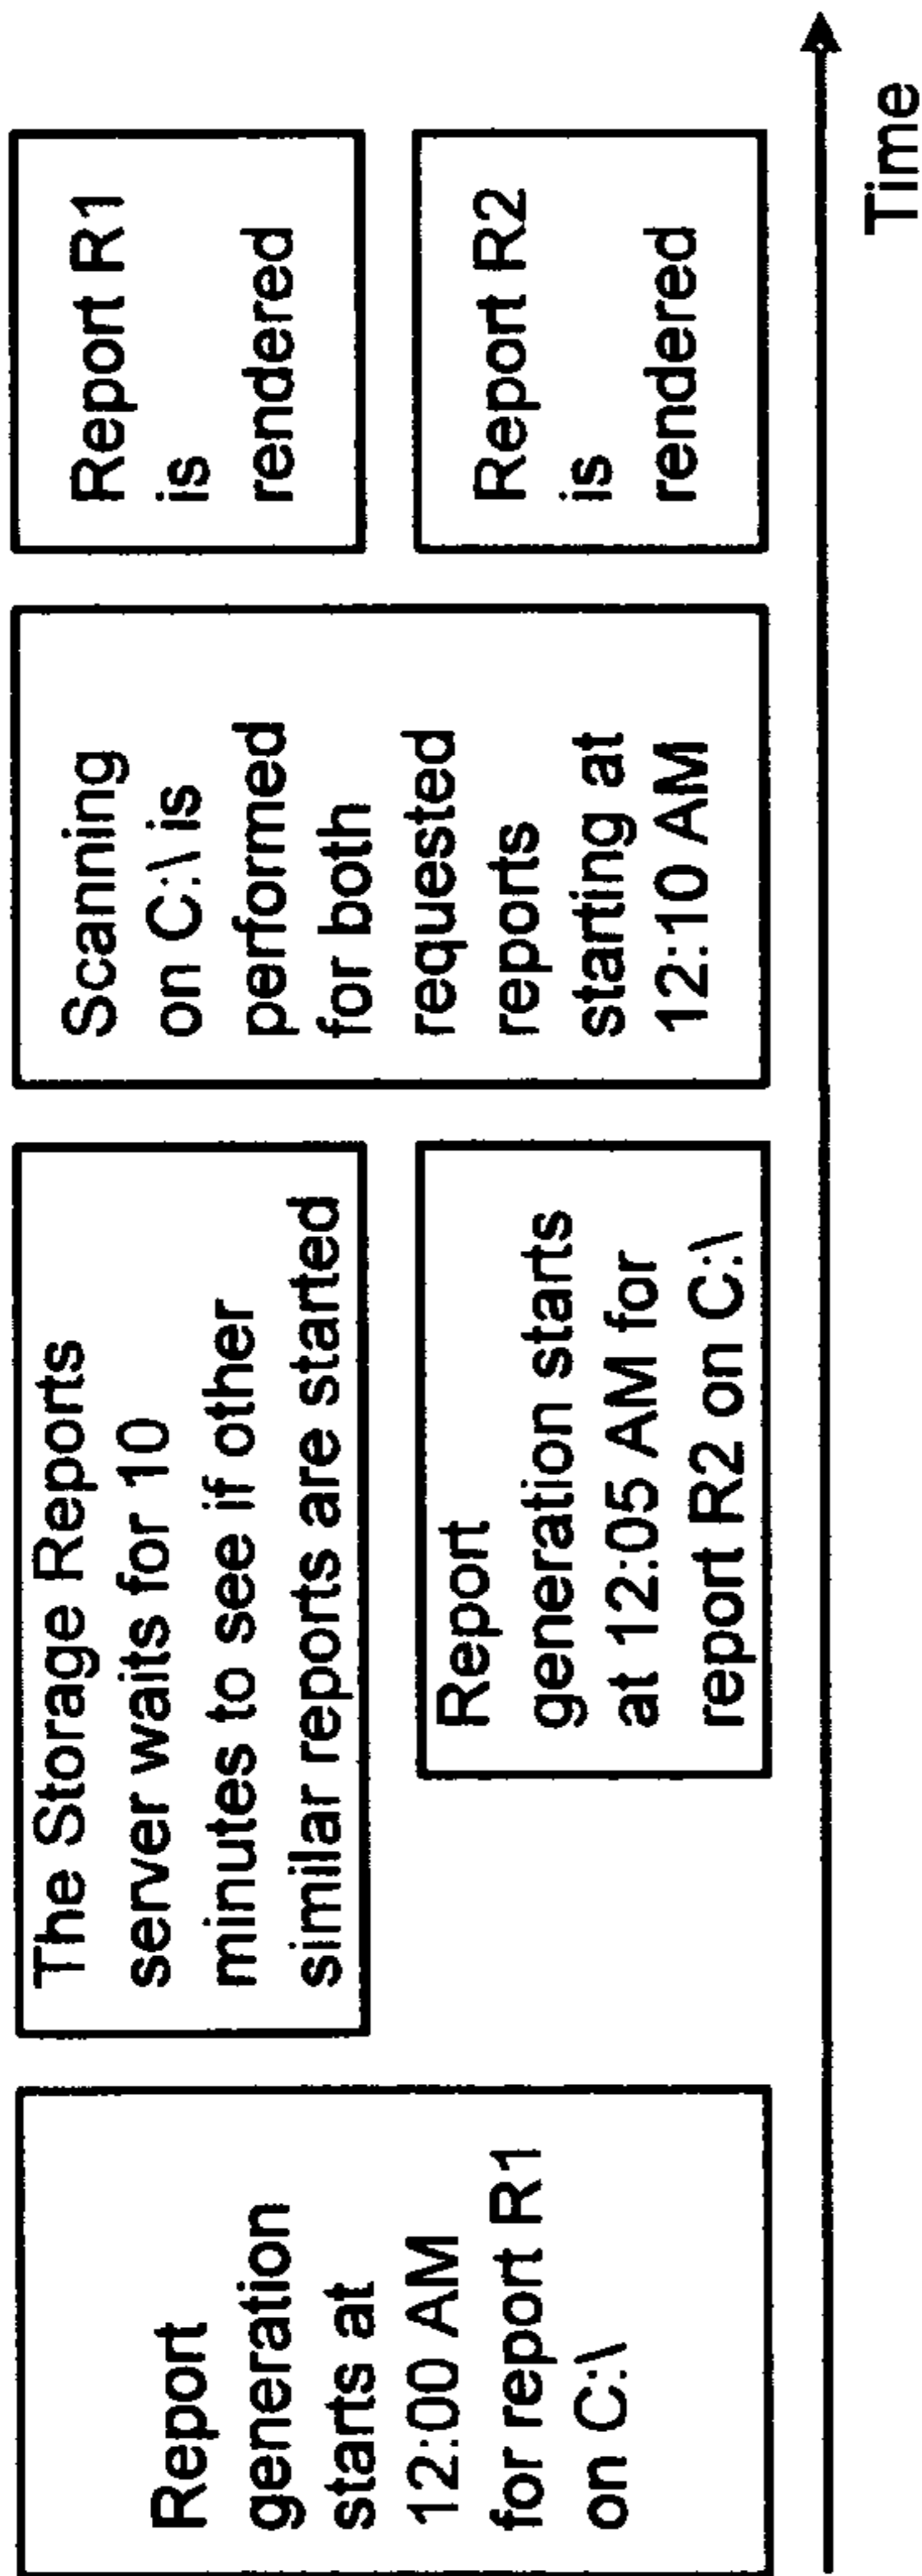 Report
generation
starts at
12:00 AM
for report R1
on C:\
The Storage Reports
server waits for 10
minutes to see if other
similar reports are started
Report
generation starts
at 12:05 AM for
report R2 on C:\
Scanning
on C:\ is
performed
for both
requested
reports
starting at
12:10 AM
Report R1
is
rendered
Report R2
is
rendered
Time